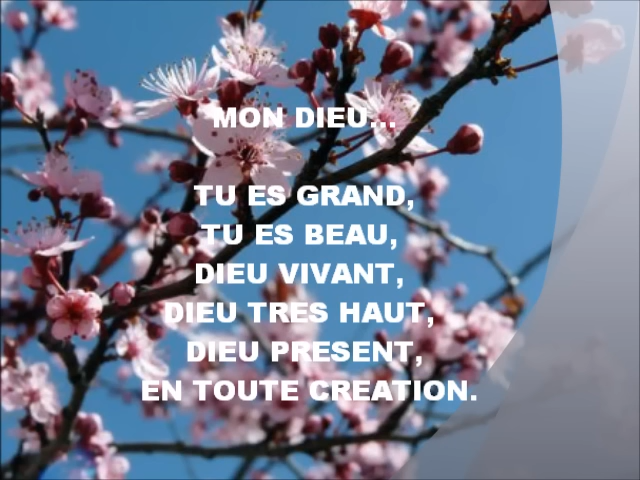 MON DIEU...
TU ES GRAND,
TU ES BEAU,
DIEU VIVANT,
DIEU TRES HAUT,
DIEU PRESENT,
EN TOUTE CREATION.